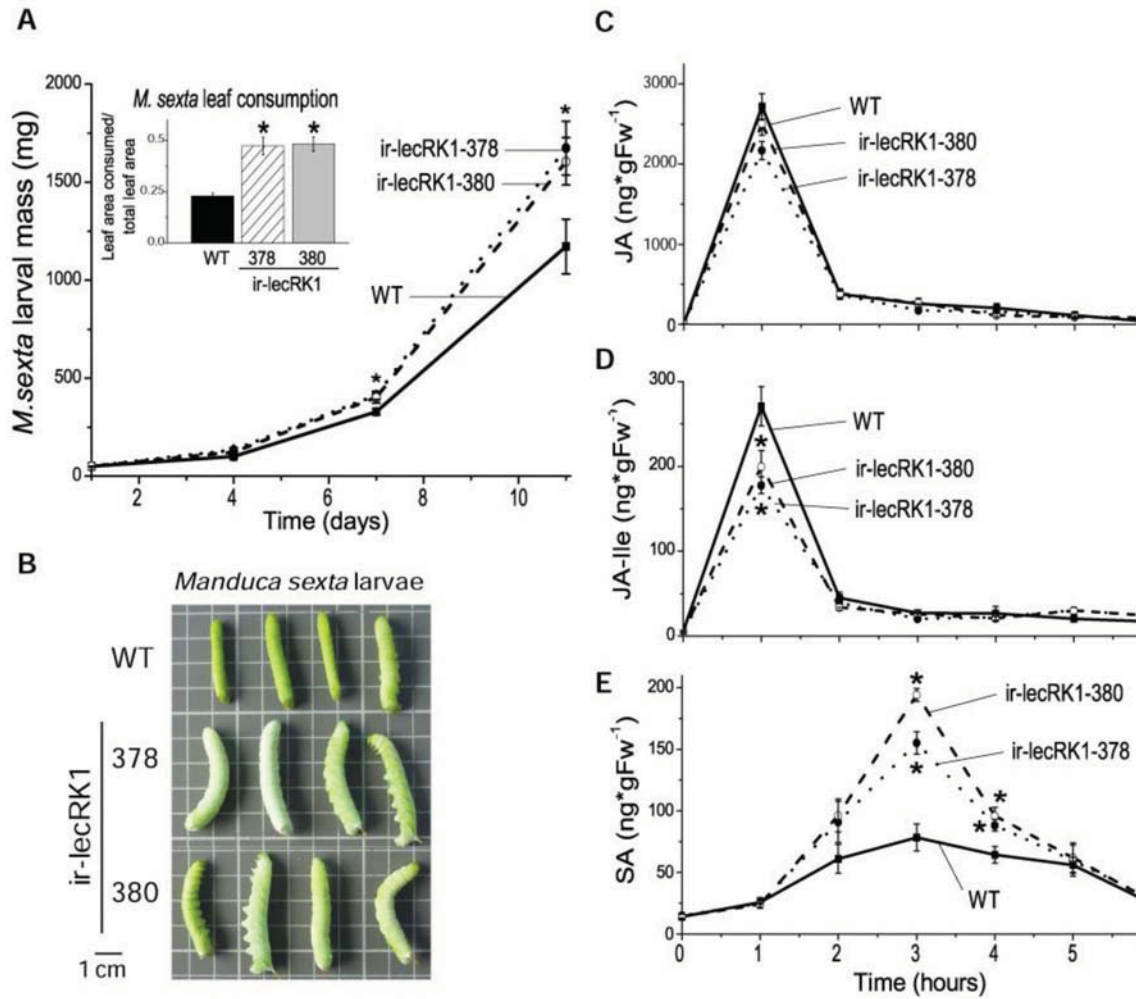 A
M.sexta larval mass (mg)
2000
1500
1000
500
0
2
4
6
8
10
Time (days)
M. sexta leaf consumption
Leaf area consumed/
total leaf area
0.5
0.25
0.0
*
*
WT
378
380
ir-lecRK1
*
*
ir-lecRK1-378
ir-lecRK1-380
WT
B
Manduca sexta larvae
WT
ir-lecRK1
378
380
1 cm
C
JA (ng*gFw⁻¹)
3000
2000
1000
0
WT
ir-lecRK1-380
ir-lecRK1-378
D
JA-Ile (ng*gFw⁻¹)
300
200
100
0
*
*
WT
ir-lecRK1-380
ir-lecRK1-378
E
SA (ng*gFw⁻¹)
200
150
100
50
0
*
*
*
*
ir-lecRK1-380
ir-lecRK1-378
WT
0
1
2
3
4
5
Time (hours)